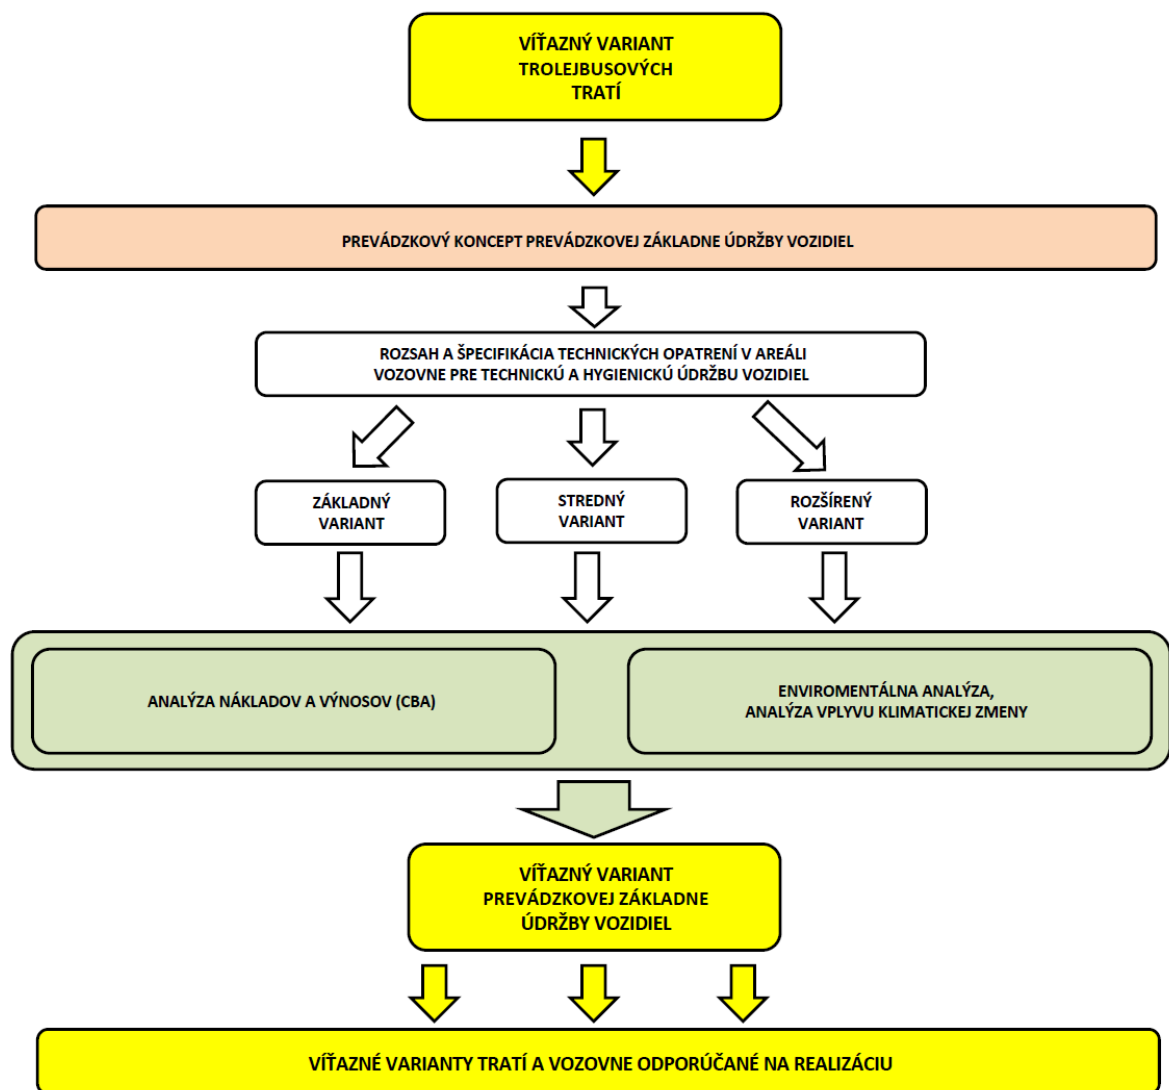 VÍŤAZNÝ VARIANT
TROLEJBUSOVÝCH
TRATÍ
PREVÁDZKOVÝ KONCEPT PREVÁDZKOVEJ ZÁKLADNE ÚDRŽBY VOZIDIEL
ROZSAH A ŠPECIFIKÁCIA TECHNICKÝCH OPATRENÍ V AREÁLI
VOZOVNE PRE TECHNICKÚ A HYGIENICKÚ ÚDRŽBU VOZIDIEL
ZÁKLADNÝ
VARIANT
STREDNÝ
VARIANT
ROZŠÍRENÝ
VARIANT
ANALÝZA NÁKLADOV A VÝNOSOV (CBA)
ENVIROMENTÁLNA ANALÝZA,
ANALÝZA VPLYVU KLIMATICKEJ ZMENY
VÍŤAZNÝ VARIANT
PREVÁDZKOVEJ ZÁKLADNE
ÚDRŽBY VOZIDIEL
VÍŤAZNÉ VARIANTY TRATÍ A VOZOVNE ODPORÚČANÉ NA REALIZÁCIU